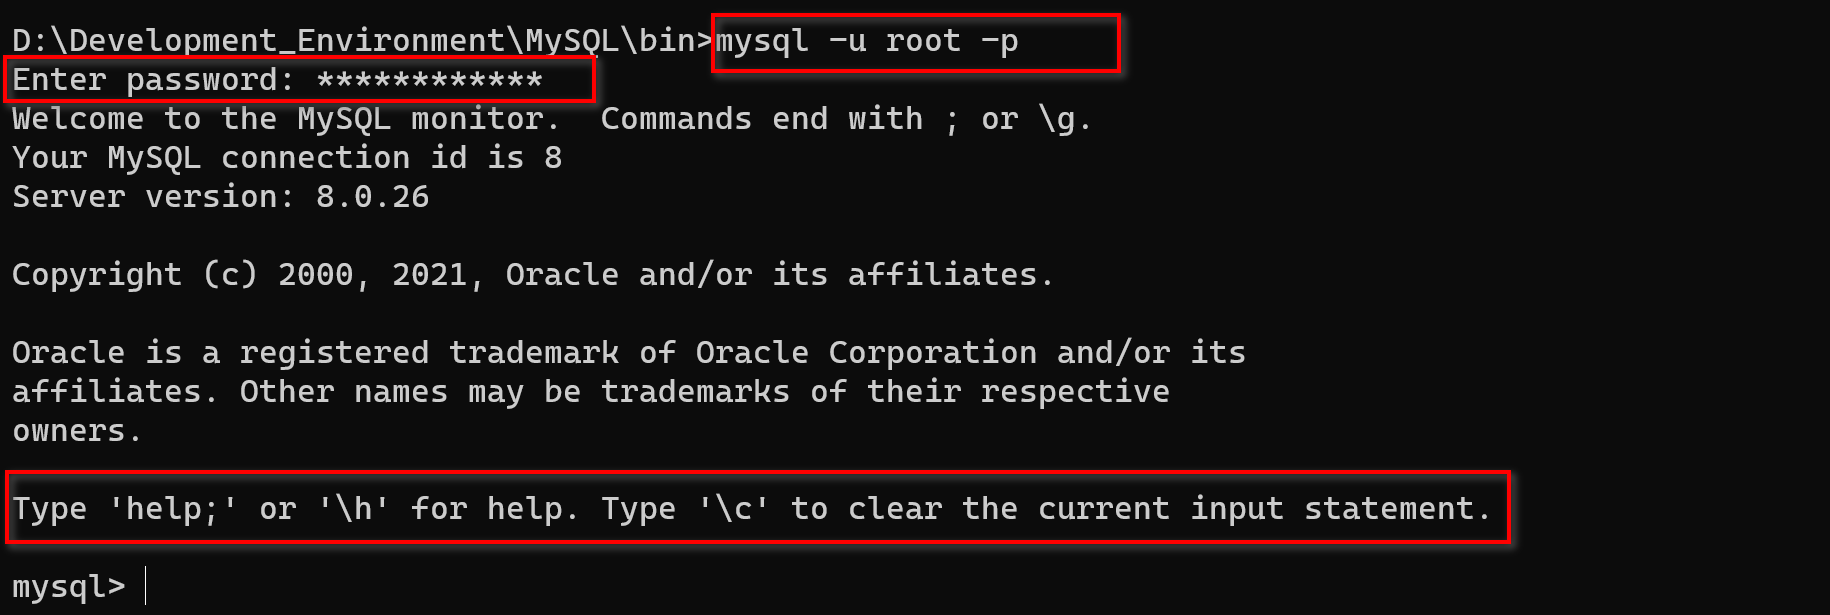 D:\Development_Environment\MySQL\bin>mysql -u root -p
Enter password: ************
Welcome to the MySQL monitor.  Commands end with ; or \g.
Your MySQL connection id is 8
Server version: 8.0.26
Copyright (c) 2000, 2021, Oracle and/or its affiliates.
Oracle is a registered trademark of Oracle Corporation and/or its
affiliates. Other names may be trademarks of their respective
owners.
Type 'help;' or '\h' for help. Type '\c' to clear the current input statement.
mysql>